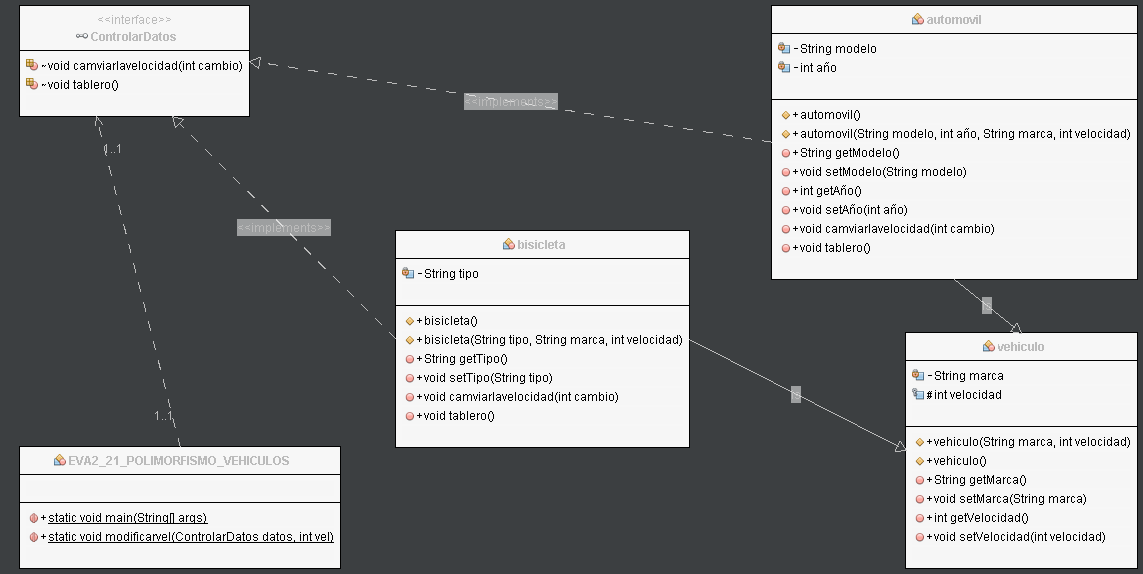 <<interface>>
ControlarDatos
~void camviarlavelocidad(int cambio)
~void tablero()
automovil
-String modelo
-int año
+automovil()
+automovil(String modelo, int año, String marca, int velocidad)
+String getModelo()
+void setModelo(String modelo)
+int getAño()
+void setAño(int año)
+void camviarlavelocidad(int cambio)
+void tablero()
<<implements>>
1..1
<<implements>>
bisicleta
-String tipo
+bisicleta()
+bisicleta(String tipo, String marca, int velocidad)
+String getTipo()
+void setTipo(String tipo)
+void camviarlavelocidad(int cambio)
+void tablero()
vehiculo
-String marca
#int velocidad
+vehiculo(String marca, int velocidad)
+vehiculo()
+String getMarca()
+void setMarca(String marca)
+int getVelocidad()
+void setVelocidad(int velocidad)
1..1
EVA2_21_POLIMORFISMO_VEHICULOS
+static void main(String[] args)
+static void modificarvel(ControlarDatos datos, int vel)